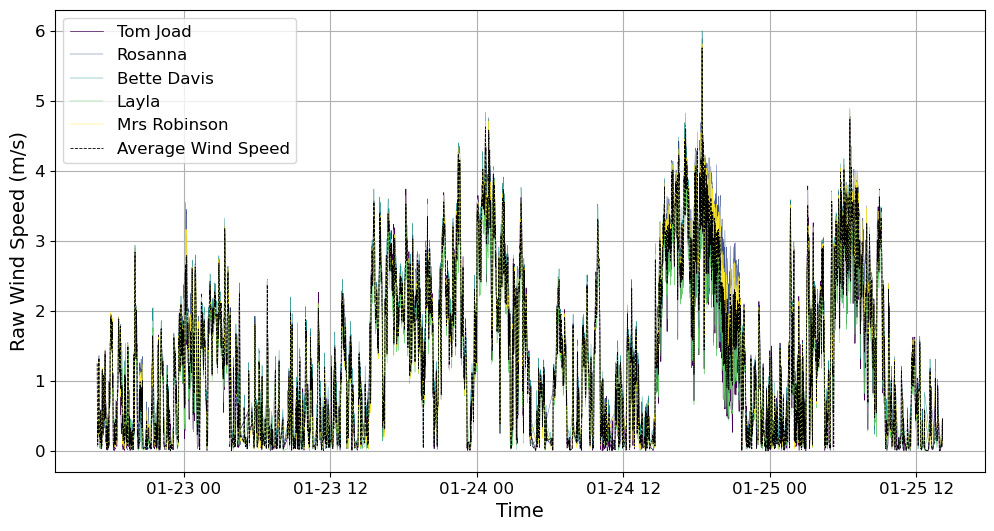 Tom Joad
Rosanna
Bette Davis
Layla
Mrs Robinson
Average Wind Speed
Raw Wind Speed (m/s)
6
5
4
3
2
1
0
01-23 00
01-23 12
01-24 00
01-24 12
01-25 00
01-25 12
Time